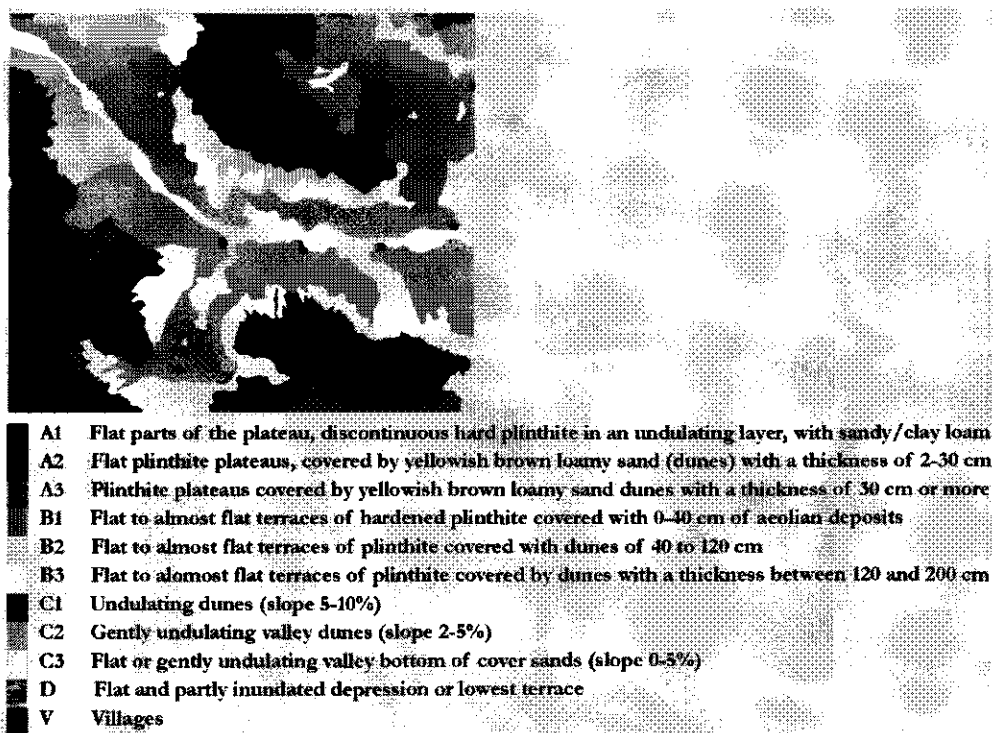 A1 Flat parts of the plateau, discontinuous hard plinthite in an undulating layer, with sandy/clay loam
A2 Flat plinthite plateaus, covered by yellowish brown loamy sand (dunes) with a thickness of 2-30 cm
A3 Plinthite plateaus covered by yellowish brown loamy sand dunes with a thickness of 30 cm or more
B1 Flat to almost flat terraces of hardened plinthite covered with 0-40 cm of aeolian deposits
B2 Flat to almost flat terraces of plinthite covered with dunes of 40 to 120 cm
B3 Flat to alomost flat terraces of plinthite covered by dunes with a thickness between 120 and 200 cm
C1 Undulating dunes (slope 5-10%)
C2 Gently undulating valley dunes (slope 2-5%)
C3 Flat or gently undulating valley bottom of cover sands (slope 0-3%)
D Flat and partly inundated depression or lowest terrace
V Villages